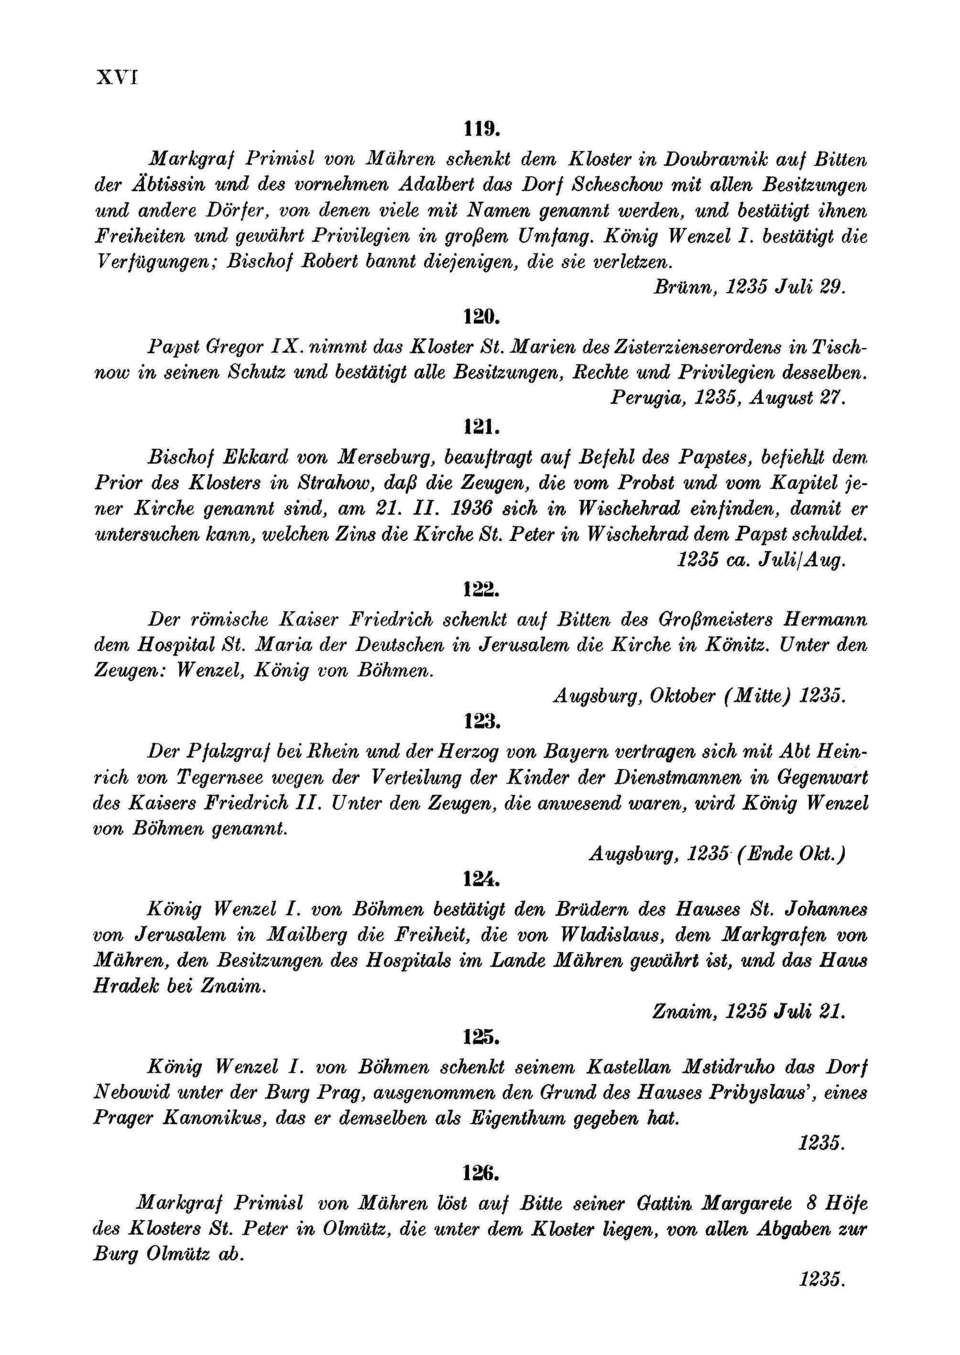 XVI
119.
Markgraf Primisl von Mähren schenkt dem Kloster in Doubravnik auf Bitten
der Äbtissin und des vornehmen Adalbert das Dorf Scheschow mit allen Besitzungen
und andere Dörfer, von denen viele mit Namen genannt werden, und bestätigt ihnen
Freiheiten und gewährt Privilegien in großem Umfang. König Wenzel I. bestätigt die
Verfügungen; Bischof Robert bannt diejenigen, die sie verletzen.
Brünn, 1235 Juli 29.
120.
Papst Gregor IX. nimmt das Kloster St. Marien des Zisterzienserordens in Tisch-
now in seinen Schutz und bestätigt alle Besitzungen, Rechte und Privilegien desselben.
Perugia, 1235, August 27.
121.
Bischof Ekkard von Merseburg, beauftragt auf Befehl des Papstes, befiehlt dem
Prior des Klosters in Strahow, daß die Zeugen, die vom Probst und vom Kapitel je-
ner Kirche genannt sind, am 21. II. 1936 sich in Wischehrad einfinden, damit er
untersuchen kann, welchen Zins die Kirche St. Peter in Wischehrad dem Papst schuldet.
1235 ca. Juli/Aug.
122.
Der römische Kaiser Friedrich schenkt auf Bitten des Großmeisters Hermann
dem Hospital St. Maria der Deutschen in Jerusalem die Kirche in Könitz. Unter den
Zeugen: Wenzel, König von Böhmen.
Augsburg, Oktober (Mitte) 1235.
123.
Der Pfalzgraf bei Rhein und der Herzog von Bayern vertragen sich mit Abt Hein-
rich von Tegernsee wegen der Verteilung der Kinder der Dienstmannen in Gegenwart
des Kaisers Friedrich II. Unter den Zeugen, die anwesend waren, wird König Wenzel
von Böhmen genannt.
Augsburg, 1235 (Ende Okt.)
124.
König Wenzel I. von Böhmen bestätigt den Brüdern des Hauses St. Johannes
von Jerusalem in Mailberg die Freiheit, die von Wladislaus, dem Markgrafen von
Mähren, den Besitzungen des Hospitals im Lande Mähren gewährt ist, und das Haus
Hradek bei Znaim.
Znaim, 1235 Juli 21.
125.
König Wenzel I. von Böhmen schenkt seinem Kastellan Mstidruho das Dorf
Nebowid unter der Burg Prag, ausgenommen den Grund des Hauses Pribyslaus', eines
Prager Kanonikus, das er demselben als Eigenthum gegeben hat.
1235.
126.
Markgraf Primisl von Mähren löst auf Bitte seiner Gattin Margarete 8 Höfe
des Klosters St. Peter in Olmütz, die unter dem Kloster liegen, von allen Abgaben zur
Burg Olmütz ab.
1235.